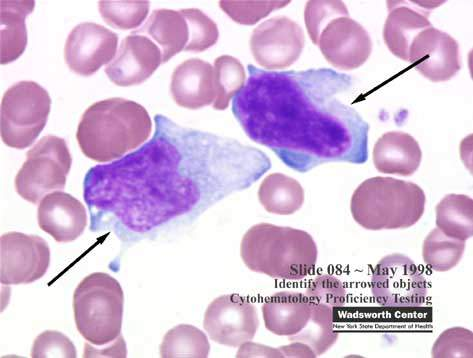 Slide 084 ~ May 1998
Identify the arrowed objects
Cytohematology Proficiency Testing
Wadsworth Center
New York State Department of Health